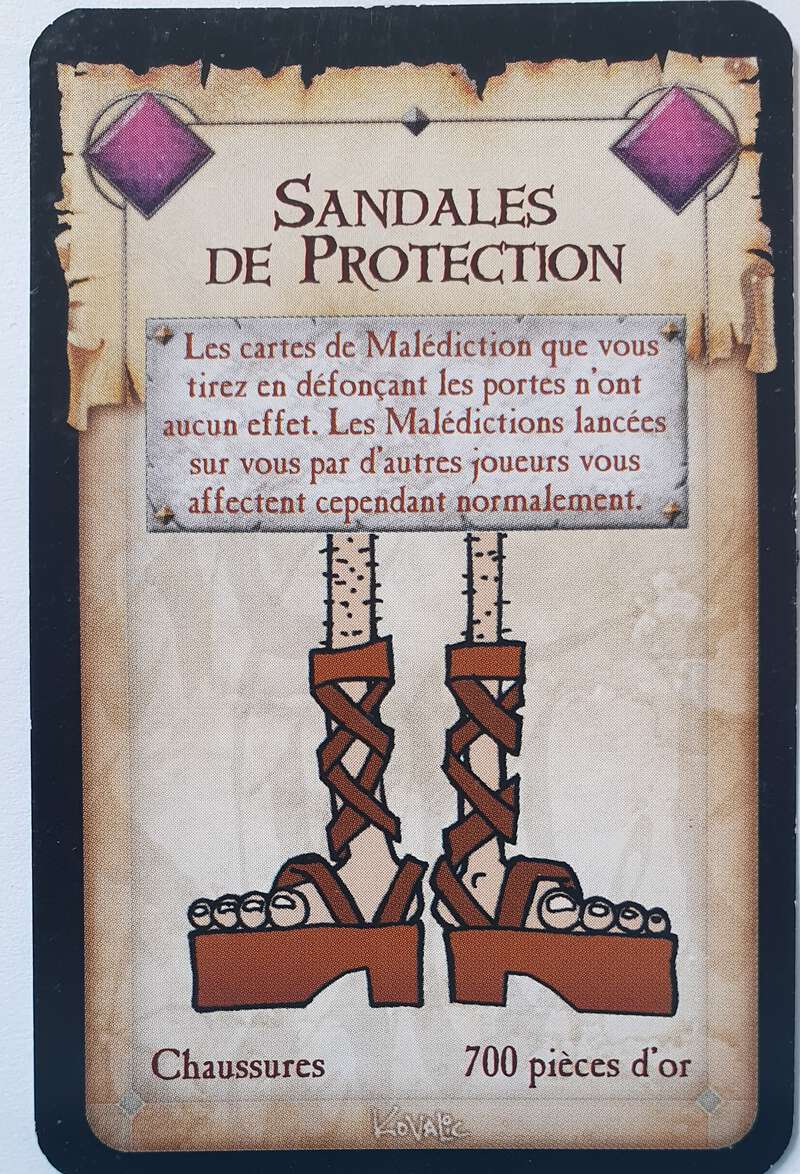 Sandales
de Protection
Les cartes de Malédiction que vous
tirez en défonçant les portes n'ont
aucun effet. Les Malédictions lancées
sur vous par d'autres joueurs vous
affectent cependant normalement.
Chaussures 700 pièces d'or
Kovalic